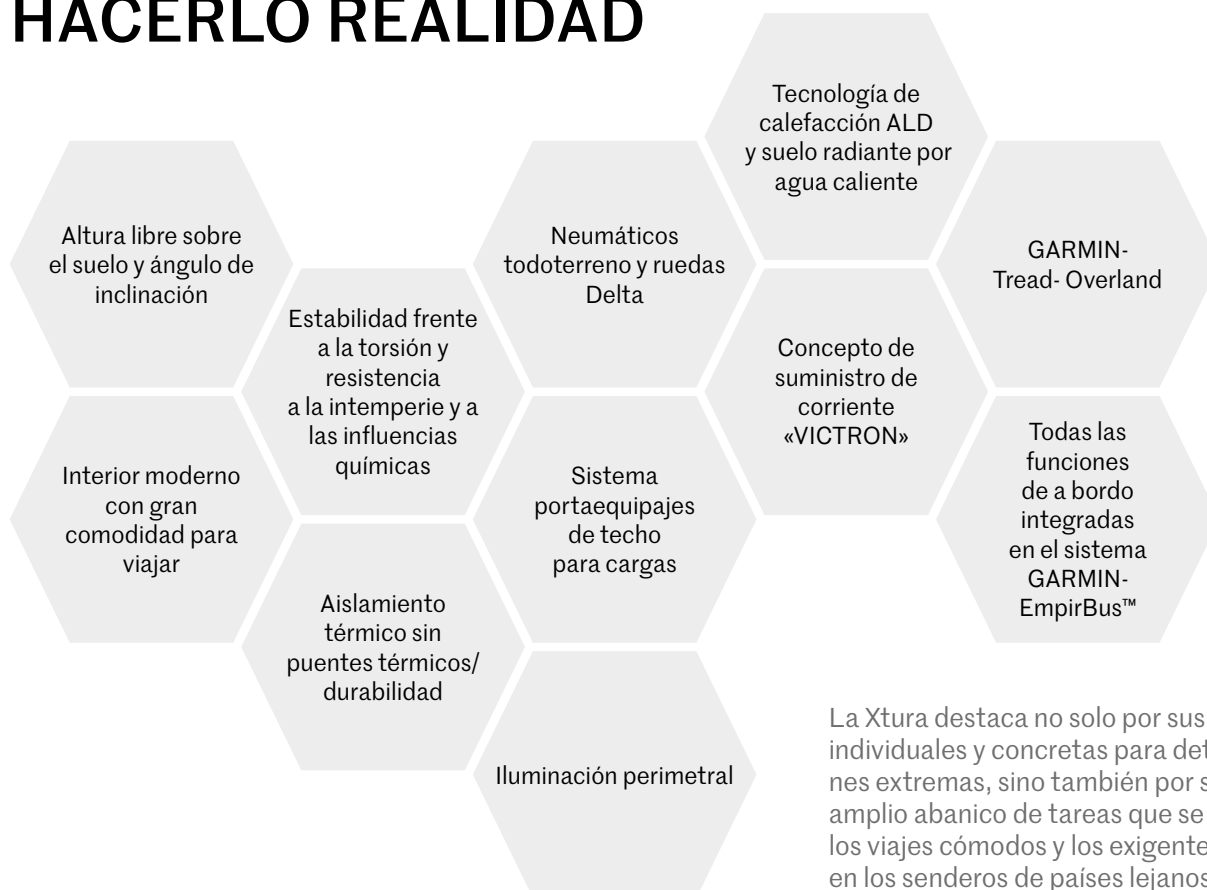 HACERLO REALIDAD
Tecnología de
calefacción ALD
y suelo radiante por
agua caliente
Altura libre sobre
el suelo y ángulo de
inclinación
Neumáticos
todoterreno y ruedas
Delta
GARMIN-
Tread- Overland
Estabilidad frente
a la torsión y
resistencia
a la intemperie y a
las influencias
químicas
Concepto de
suministro de
corriente
«VICTRON»
Interior moderno
con gran
comodidad para
viajar
Sistema
portaequipajes
de techo
para cargas
Todas las
funciones
de a bordo
integradas
en el sistema
GARMIN-
EmpirBus™
Aislamiento
térmico sin
puentes térmicos/
durabilidad
Iluminación perimetral
La Xtura destaca no solo por sus
individuales y concretas para
nes extremas, sino también por
amplio abanico de tareas que se
los viajes cómodos y los
en los senderos de países lejanos